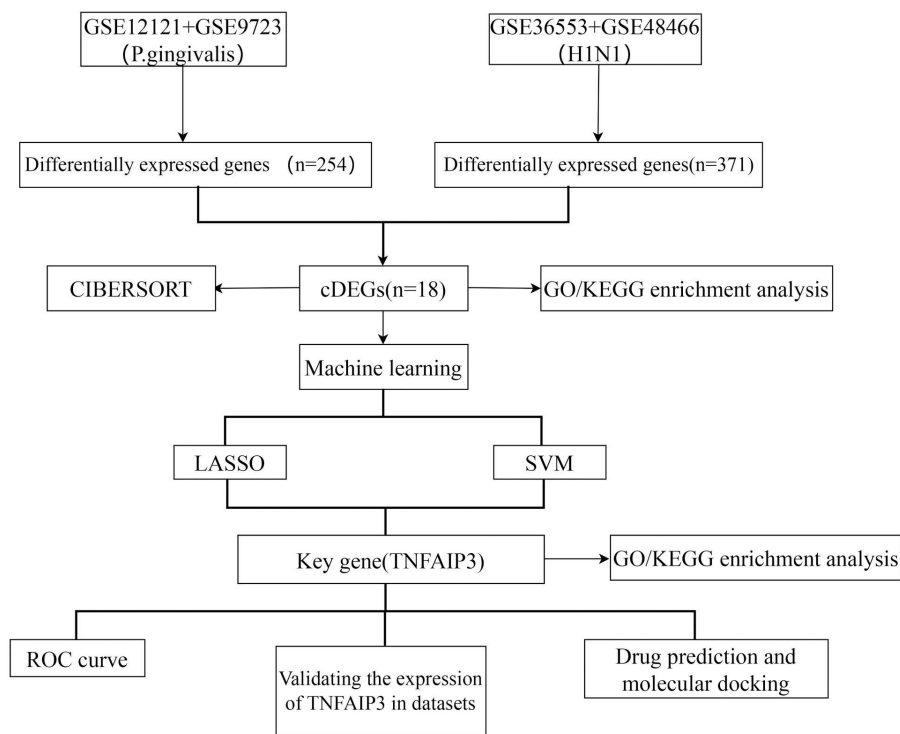 GSE12121+GSE9723
(P.gingivalis)
GSE36553+GSE48466
(H1N1)
Differentially expressed genes （n=254）
Differentially expressed genes(n=371)
CIBERSORT
cDEGs(n=18)
GO/KEGG enrichment analysis
Machine learning
LASSO
SVM
Key gene(TNFAIP3)
GO/KEGG enrichment analysis
ROC curve
Validating the expression
of TNFAIP3 in datasets
Drug prediction and
molecular docking